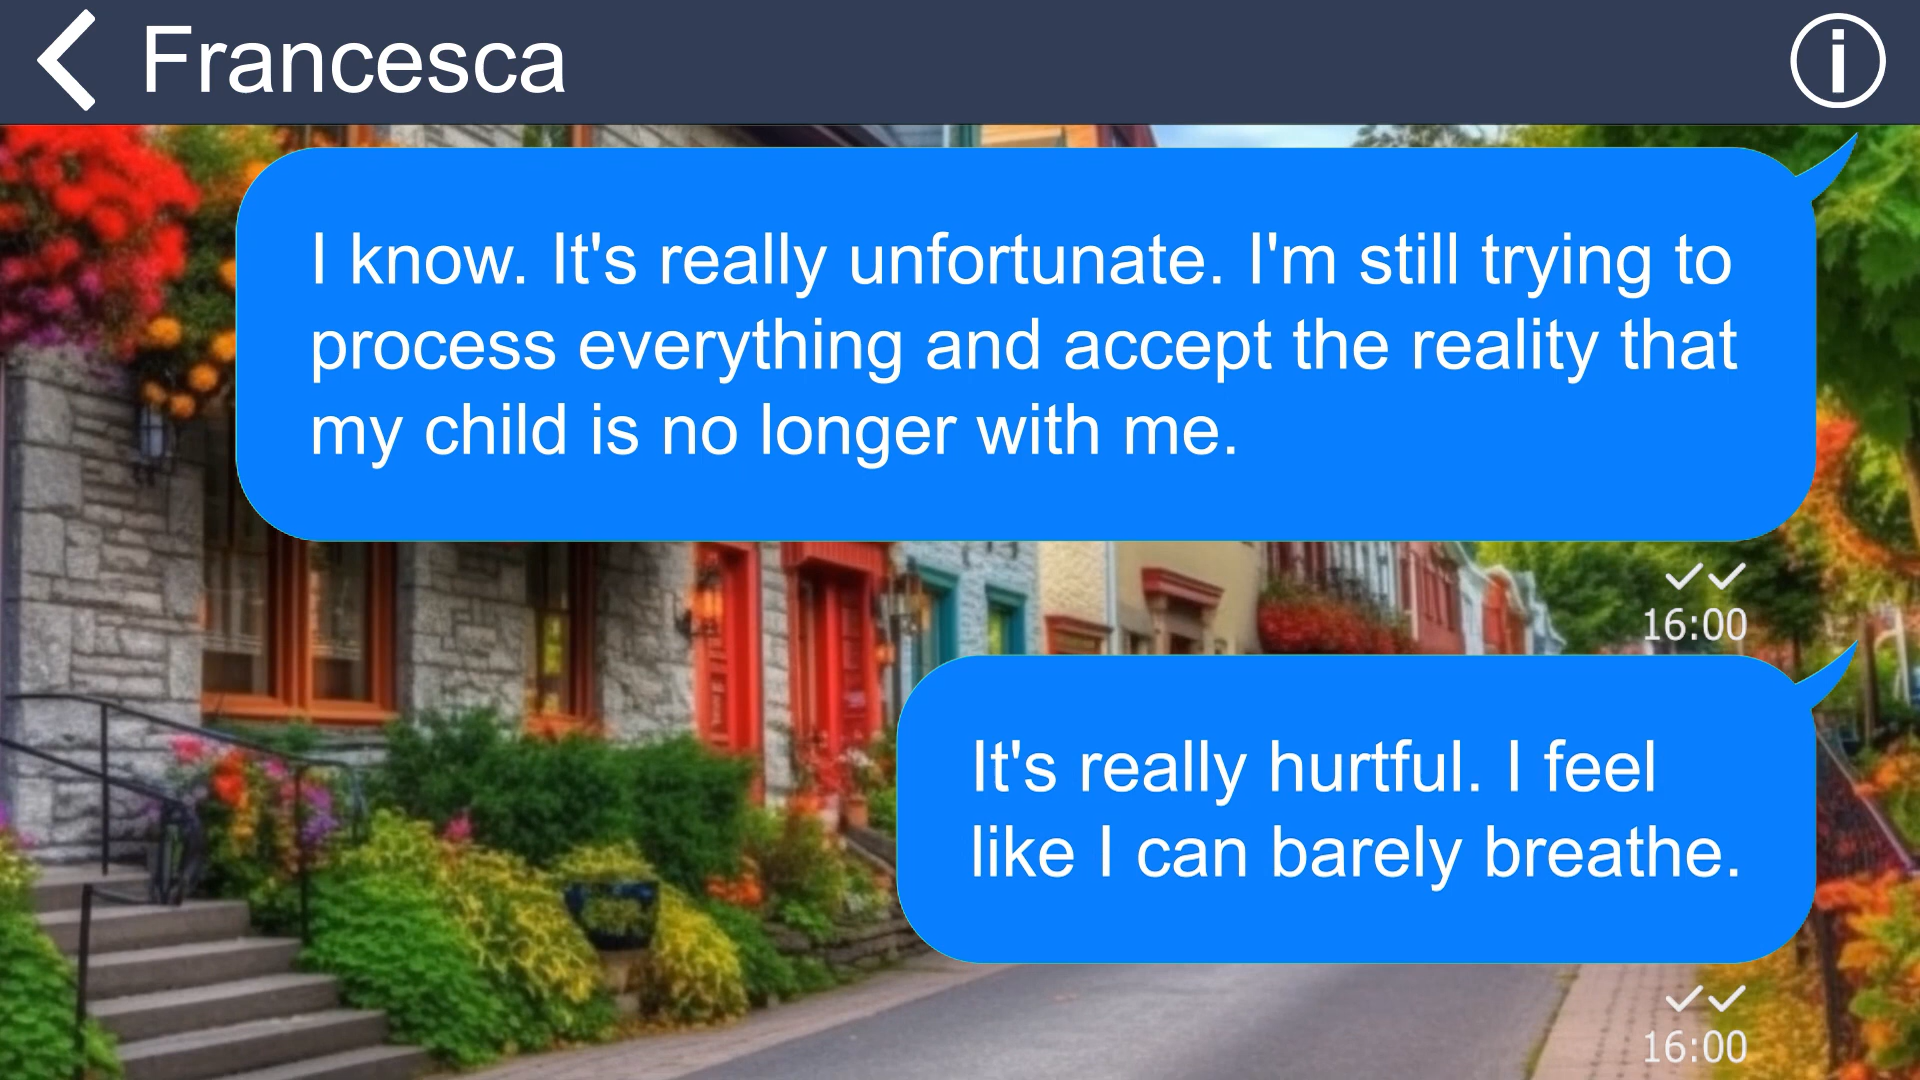 Francesca
I know. It's really unfortunate. I'm still trying to
process everything and accept the reality that
my child is no longer with me.
16:00
It's really hurtful. I feel
like I can barely breathe.
16:00